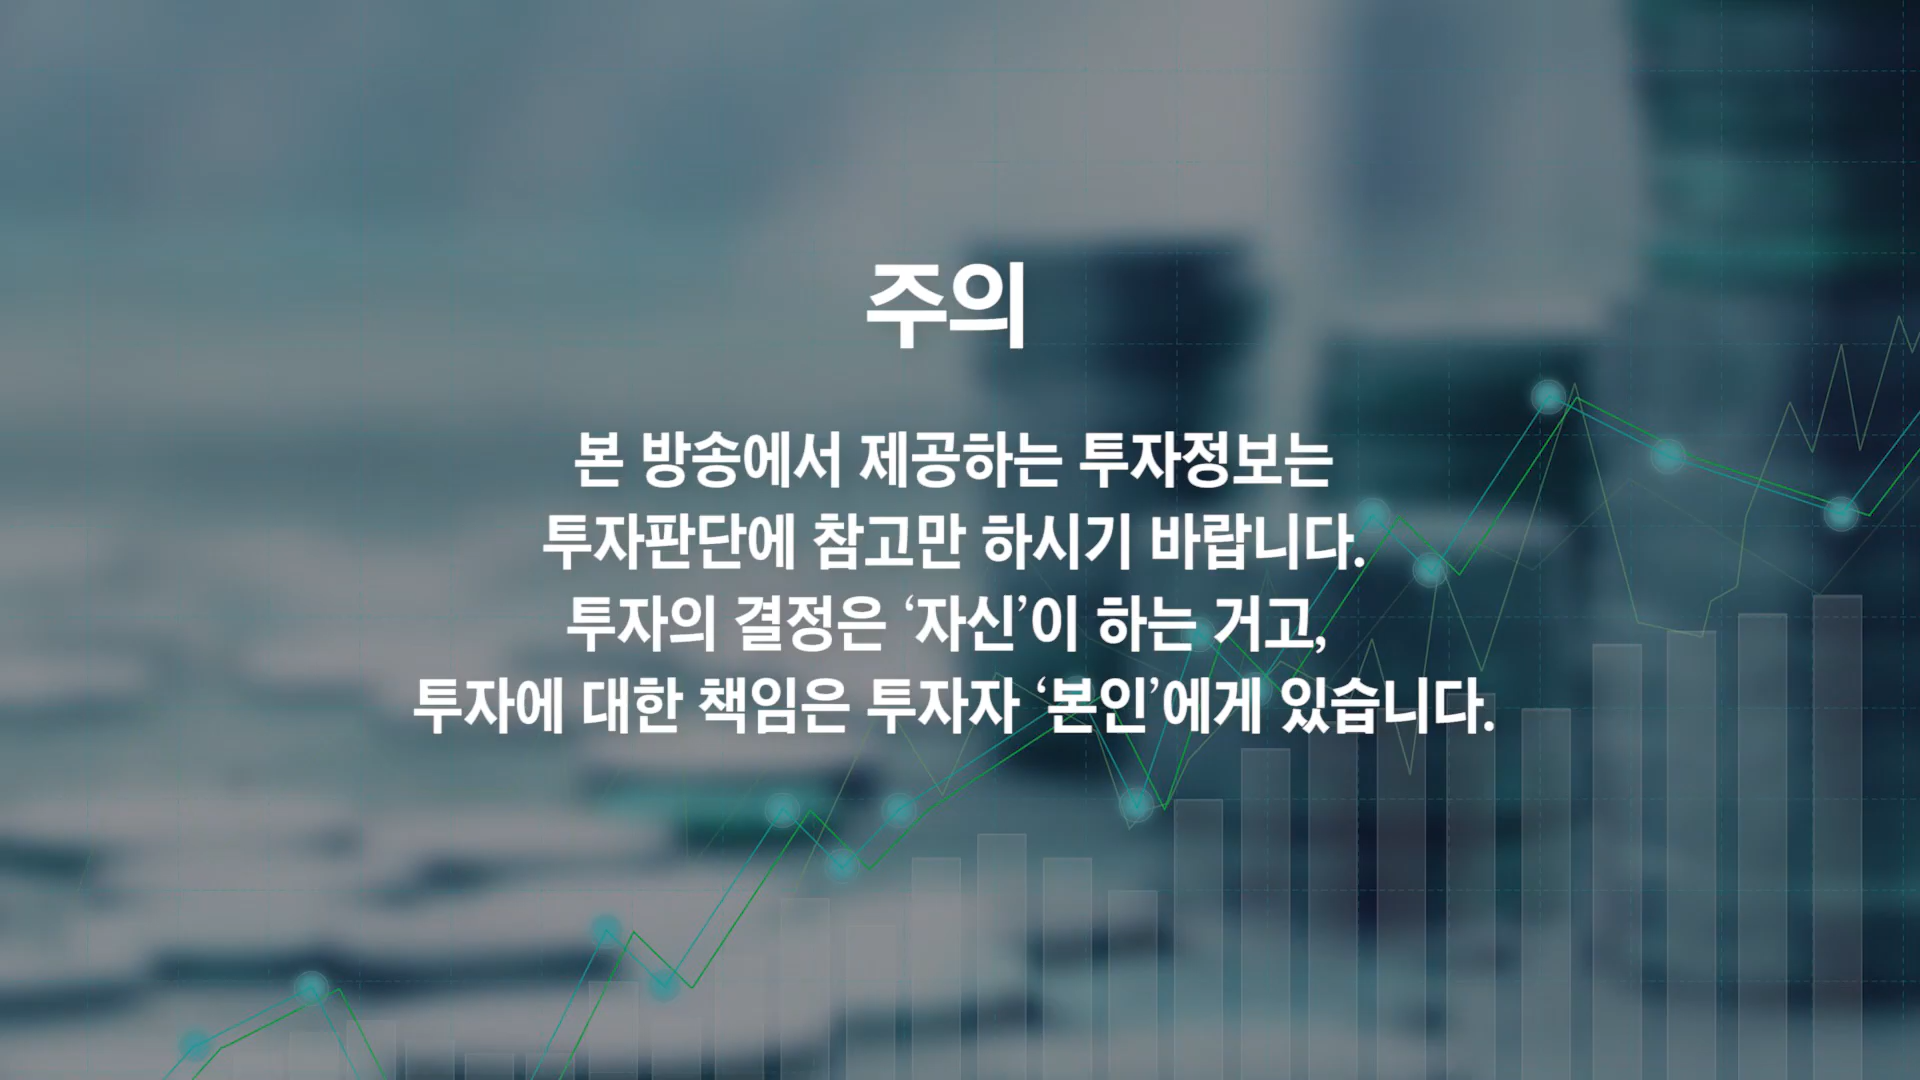 주의
본 방송에서 제공하는 투자정보는
투자판단에 참고만 하시기 바랍니다.
투자의 결정은 ‘자신’이 하는 거고,
투자에 대한 책임은 투자자 ‘본인’에게 있습니다.